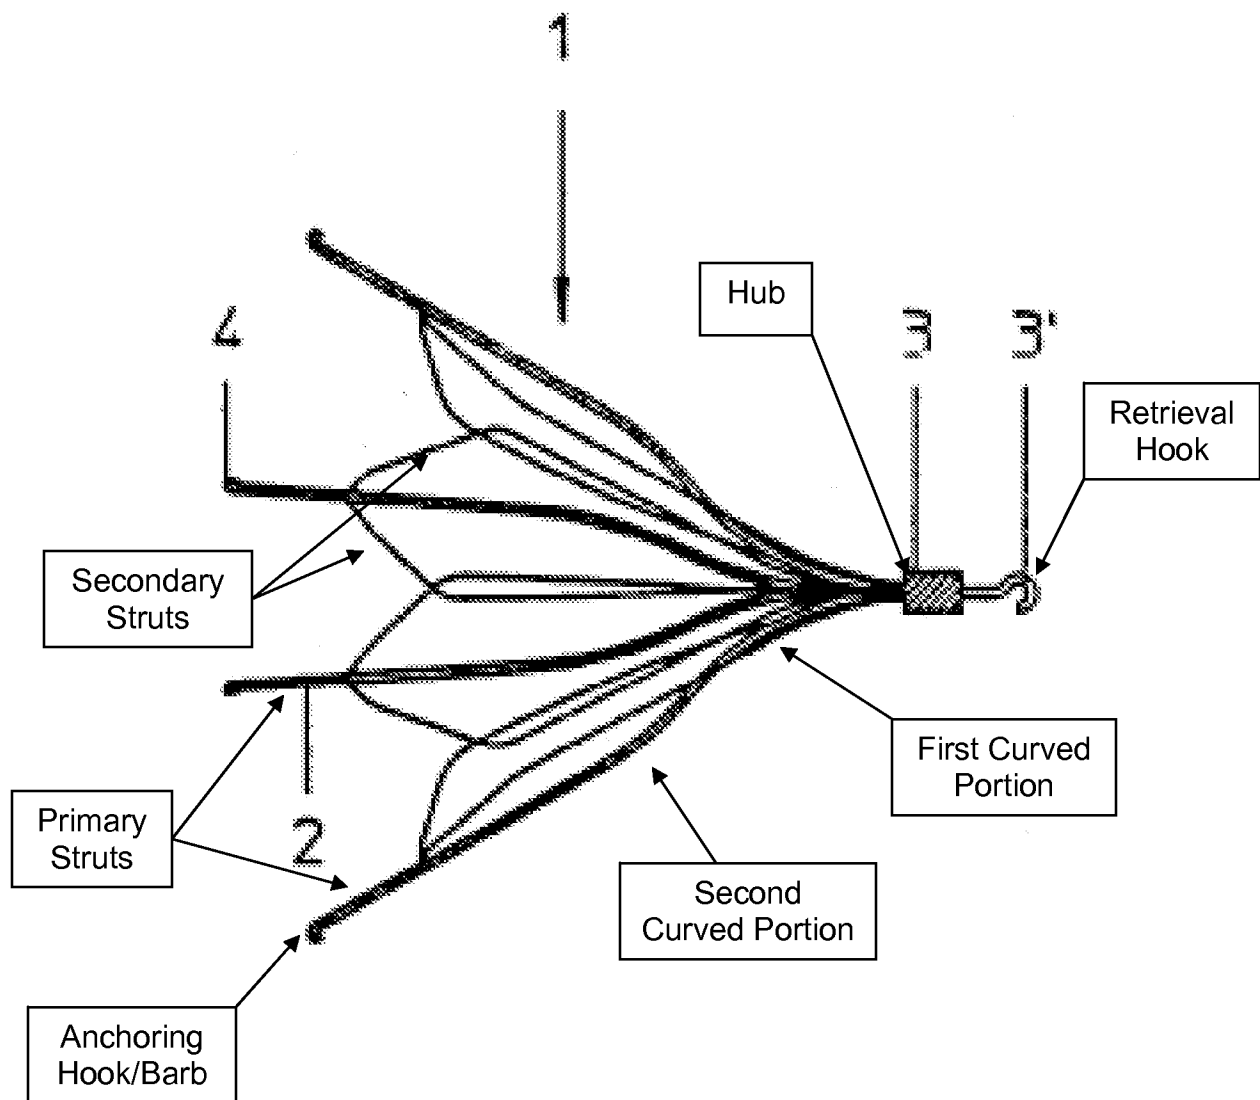 1
Hub
4
3
3'
Retrieval
Hook
Secondary
Struts
First Curved
Portion
Primary
Struts
2
Second
Curved Portion
Anchoring
Hook/Barb